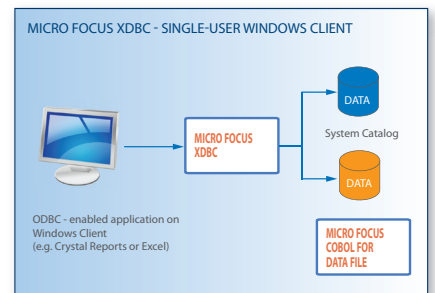 MICRO FOCUS XDBC - SINGLE-USER WINDOWS CLIENT
DATA
MICRO FOCUS
XDBC
System Catalog
DATA
ODBC - enabled application on
Windows Client
(e.g. Crystal Reports or Excel)
MICRO FOCUS
COBOL FOR
DATA FILE